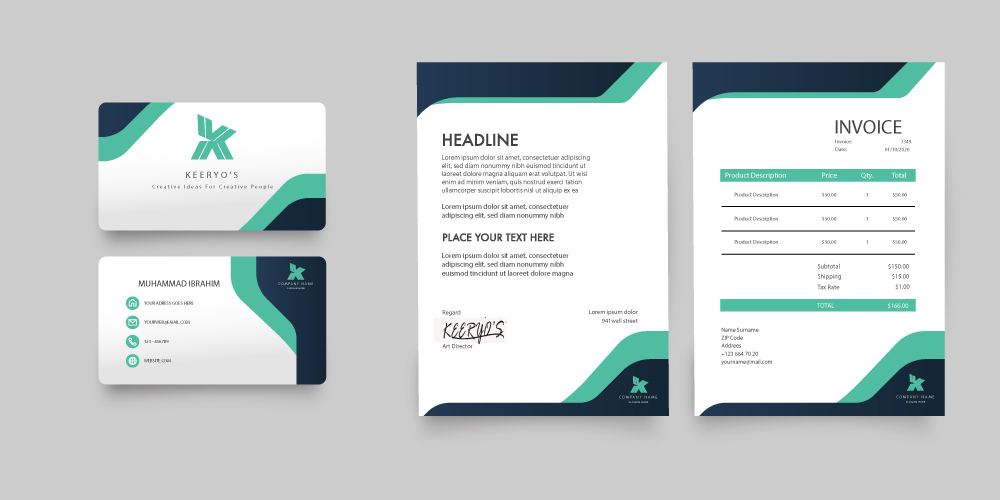 KEERYO'S
Creative Ideas For Creative People
MUHAMMAD IBRAHIM
YOUR ADRESS GOES HERE
YOURWEB@EMAIL.COM
123 - 456789
WEBSITE.COM
COMPANY NAME
HEADLINE
Lorem ipsum dolor sit amet, consectetuer adipiscing
elit, sed diam nonummy nibh euismod tincidunt ut
laoreet dolore magna aliquam erat volutpat. Ut wisi
enim ad minim veniam, quis nostrud exerci tation
ullamcorper suscipit lobortis nisl ut aliquip ex ea
Lorem ipsum dolor sit amet, consectetuer
adipiscing elit, sed diam nonummy nibh
PLACE YOUR TEXT HERE
Lorem ipsum dolor sit amet, consectetuer
adipiscing elit, sed diam nonummy nibh
euismod tincidunt ut laoreet dolore magna
Regard
KEERYO'S
Art Director
Lorem ipsum dolor
941 wall street
COMPANY NAME
INVOICE
Invoice: 3349
Date: 01/10/2020
Product Description Price Qty. Total
Product Description $50.00 1 $50.00
Product Description $50.00 1 $50.00
Product Description $50.00 1 $50.00
Subtotal $150.00
Shipping $15.00
Tax Rate $1.00
TOTAL $166.00
Name Surname
ZIP Code
Address
+123 664 70 20
yourname@mail.com
COMPANY NAME